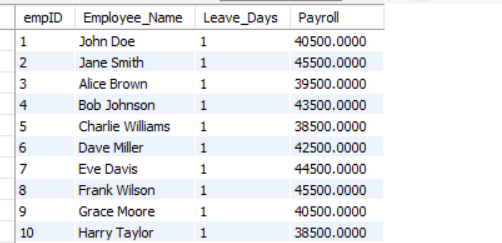 empID Employee_Name Leave_Days Payroll
1 John Doe 1 40500.0000
2 Jane Smith 1 45500.0000
3 Alice Brown 1 39500.0000
4 Bob Johnson 1 43500.0000
5 Charlie Williams 1 38500.0000
6 Dave Miller 1 42500.0000
7 Eve Davis 1 44500.0000
8 Frank Wilson 1 45500.0000
9 Grace Moore 1 40500.0000
10 Harry Taylor 1 38500.0000